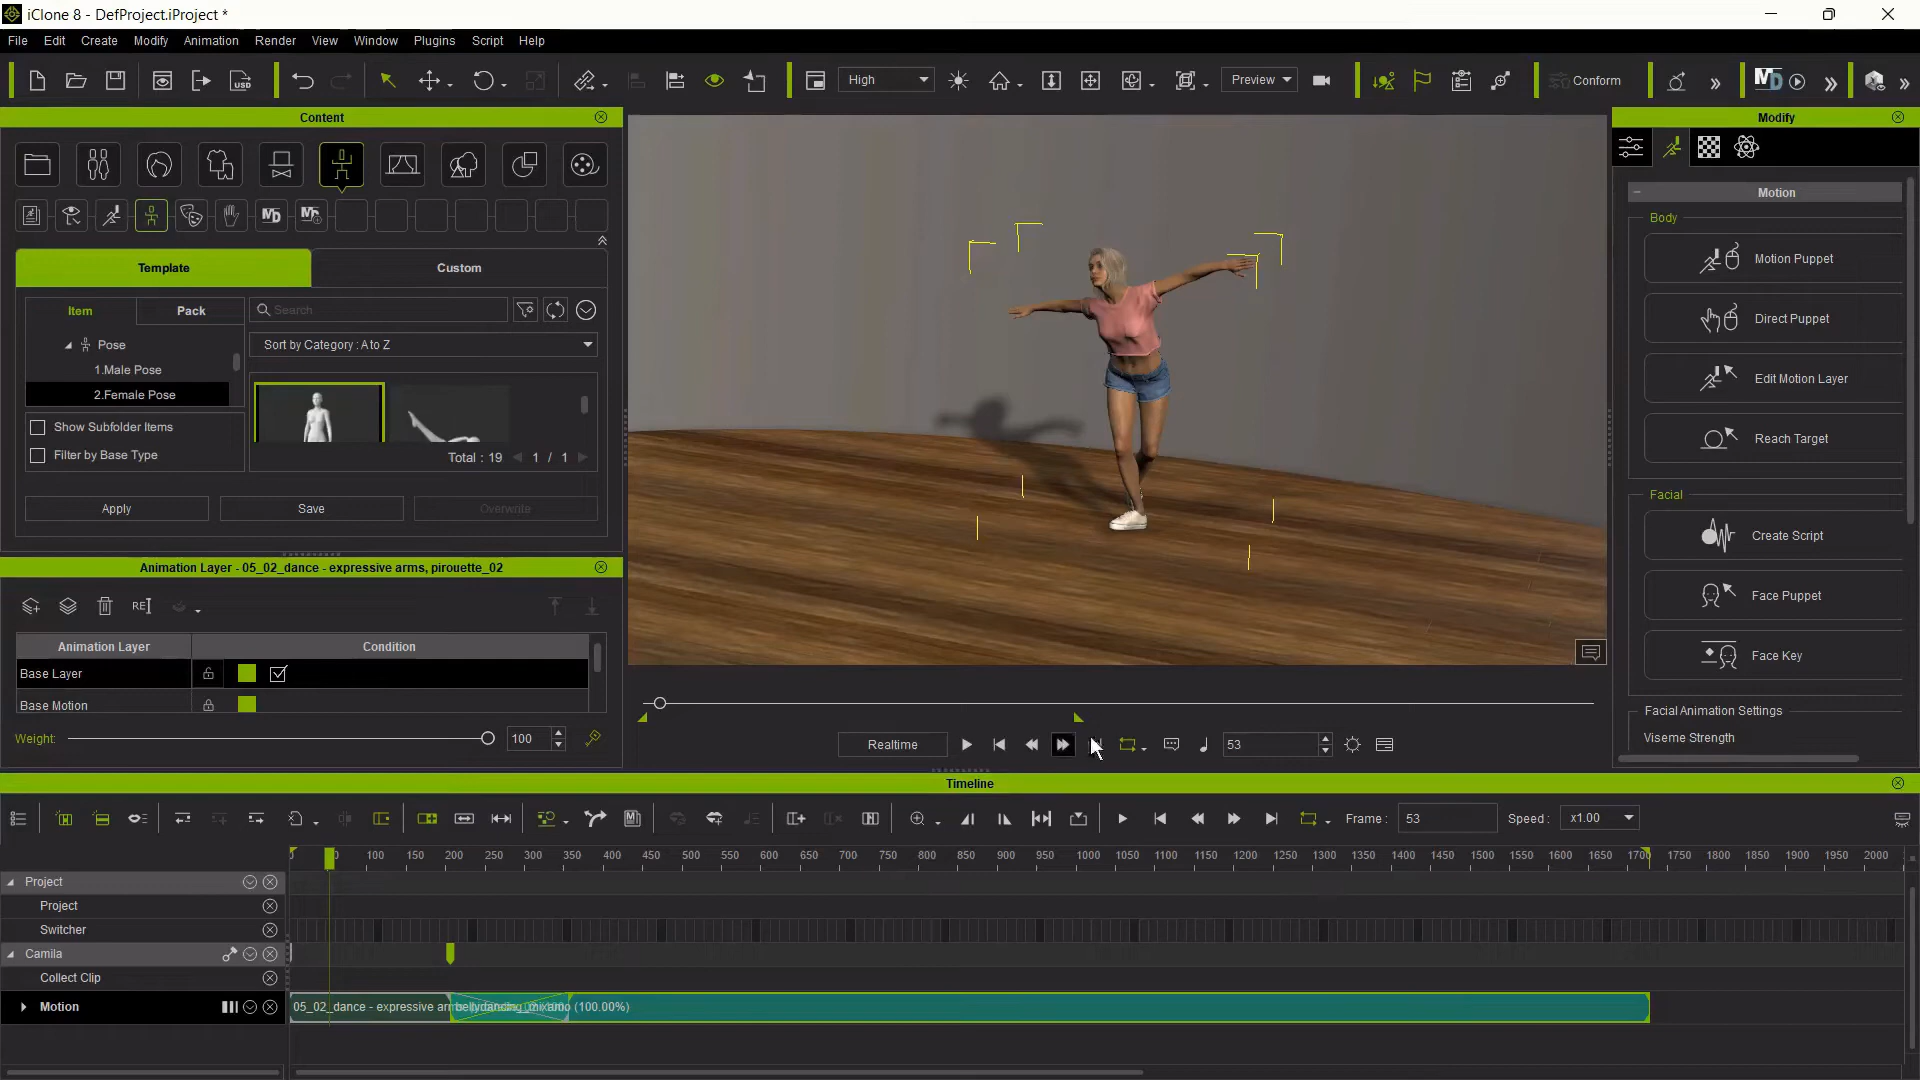 iClone 8 - DefProject.iProject *
File Edit Create Modify Animation Render View Window Plugins Script Help
USD High Preview Conform MD
Content
MD MD
Template Custom
Item Pack Search
Pose Sort by Category : A to Z
1.Male Pose
2.Female Pose
Show Subfolder Items
Filter by Base Type
Total : 19 1 / 1
Apply Save Overwrite
Animation Layer - 05_02_dance - expressive arms, pirouette_02
REI
Animation Layer Condition
Base Layer
Base Motion
Weight: 100
Realtime 53
Modify
Motion
Body
Motion Puppet
Direct Puppet
Edit Motion Layer
Reach Target
Facial
Create Script
Face Puppet
Face Key
Facial Animation Settings
Viseme Strength
Timeline
Frame : 53 Speed : x1.00
100 150 200 250 300 350 400 450 500 550 600 650 700 750 800 850 900 950 1000 1050 1100 1150 1200 1250 1300 1350 1400 1450 1500 1550 1600 1650 1700 1750 1800 1850 1900 1950 2000
Project
Project
Switcher
Camila
Collect Clip
Motion 05_02_dance - expressive (100.00%)